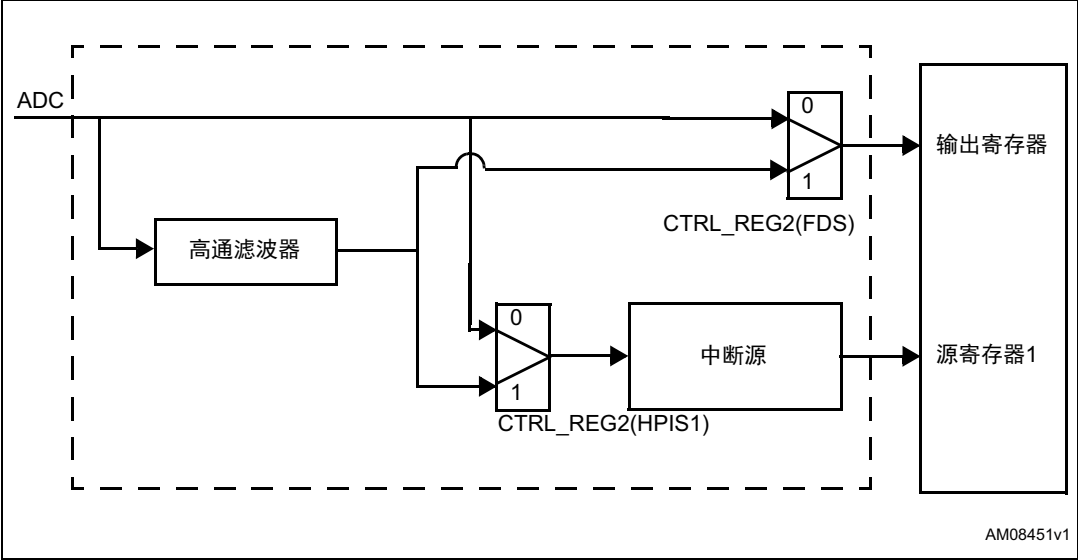 ADC
0
1
输出寄存器
CTRL_REG2(FDS)
高通滤波器
0
1
中断源
源寄存器1
CTRL_REG2(HPIS1)
AM08451v1